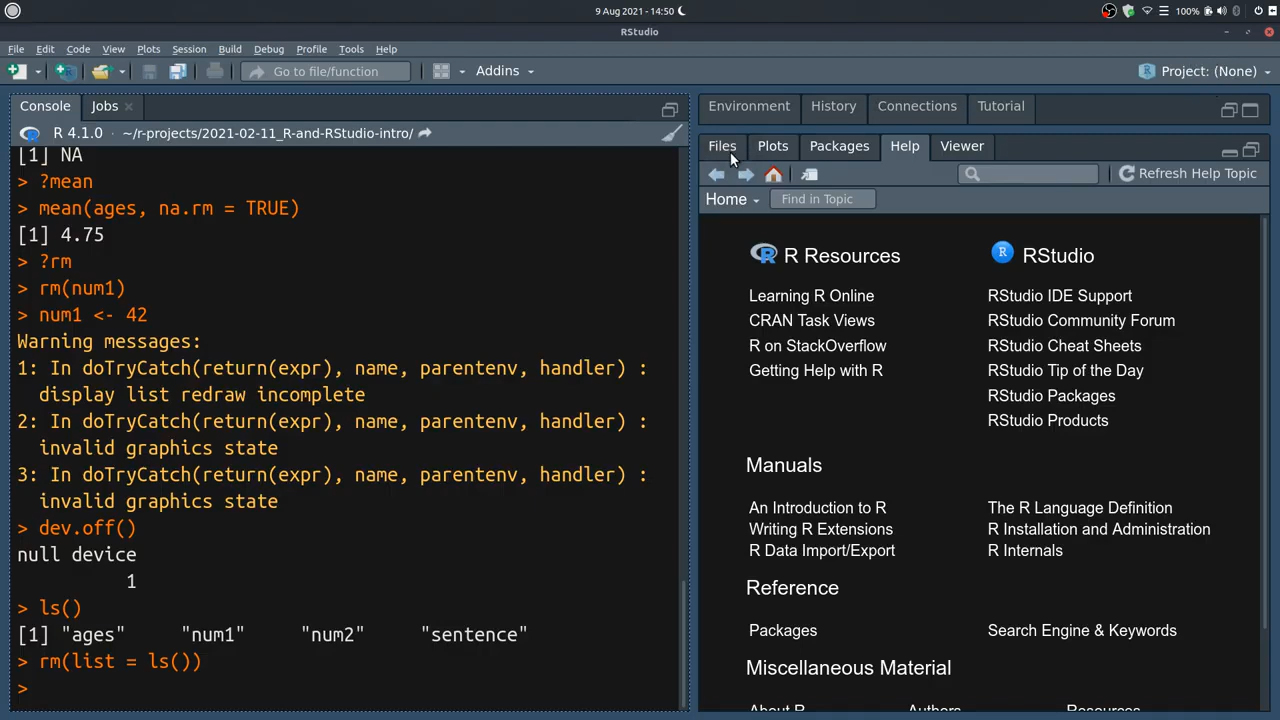 9 Aug 2021 - 14:50
100%
RStudio
File Edit Code View Plots Session Build Debug Profile Tools Help
Go to file/function
Addins
Project: (None)
Console Jobs
R 4.1.0 · ~/r-projects/2021-02-11_R-and-RStudio-intro/
[1] NA
> ?mean
> mean(ages, na.rm = TRUE)
[1] 4.75
> ?rm
> rm(num1)
> num1 <- 42
Warning messages:
1: In doTryCatch(return(expr), name, parentenv, handler) :
display list redraw incomplete
2: In doTryCatch(return(expr), name, parentenv, handler) :
invalid graphics state
3: In doTryCatch(return(expr), name, parentenv, handler) :
invalid graphics state
> dev.off()
null device
1
> ls()
[1] "ages" "num1" "num2" "sentence"
> rm(list = ls())
>
Environment History Connections Tutorial
Files Plots Packages Help Viewer
Refresh Help Topic
Home Find in Topic
R Resources
Learning R Online
CRAN Task Views
R on StackOverflow
Getting Help with R
R RStudio
RStudio IDE Support
RStudio Community Forum
RStudio Cheat Sheets
RStudio Tip of the Day
RStudio Packages
RStudio Products
Manuals
An Introduction to R
Writing R Extensions
R Data Import/Export
The R Language Definition
R Installation and Administration
R Internals
Reference
Packages
Search Engine & Keywords
Miscellaneous Material
About R
Authors
Resources